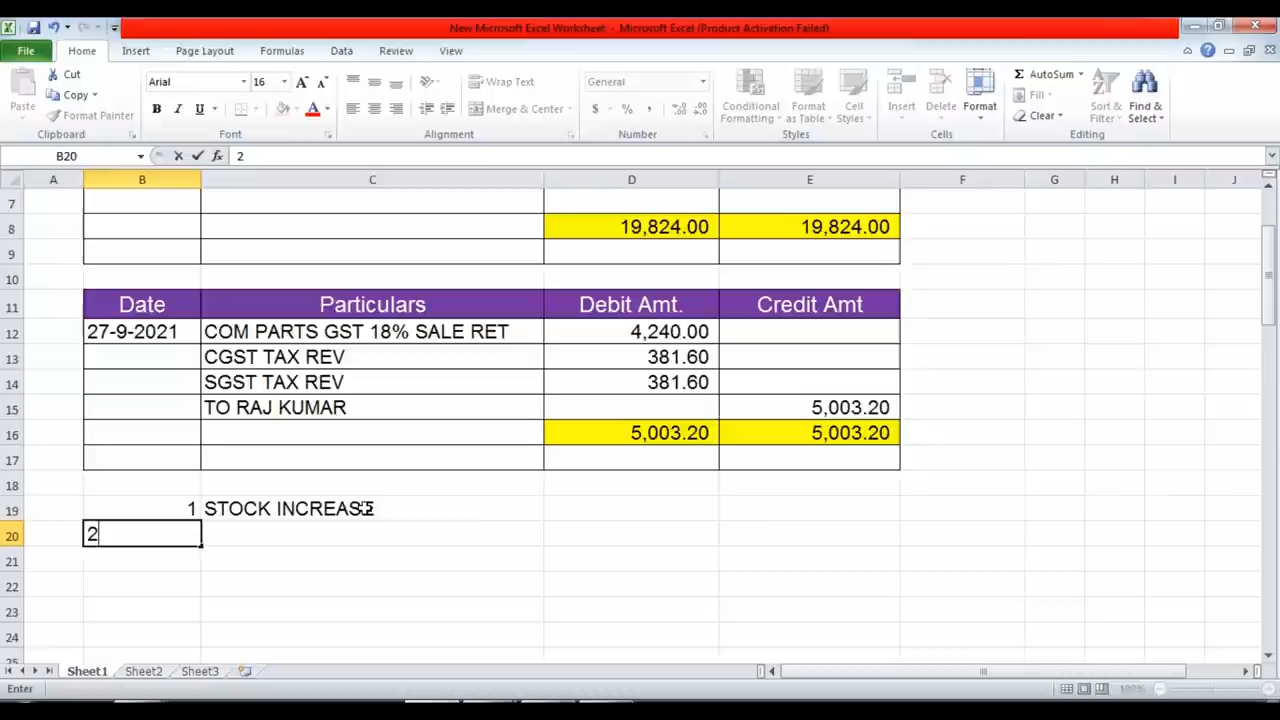 New Microsoft Excel Worksheet - Microsoft Excel (Product Activation Failed)
File Home Insert Page Layout Formulas Data Review View
Paste Cut Copy Format Painter Clipboard
Arial 16 B I U A Font
Wrap Text Merge & Center Alignment
General $ % , Number
Conditional Formatting Format as Table Cell Styles Styles
Insert Delete Format Cells
Σ AutoSum Fill Clear Sort & Filter Find & Select Editing
B20 fx 2
A B C D E F G H I J
7
8 19,824.00 19,824.00
9
10
11 Date Particulars Debit Amt. Credit Amt
12 27-9-2021 COM PARTS GST 18% SALE RET 4,240.00
13 CGST TAX REV 381.60
14 SGST TAX REV 381.60
15 TO RAJ KUMAR 5,003.20
16 5,003.20 5,003.20
17
18
19 1 STOCK INCREASE
20 2
21
22
23
24
25
Sheet1 Sheet2 Sheet3
Enter 100%